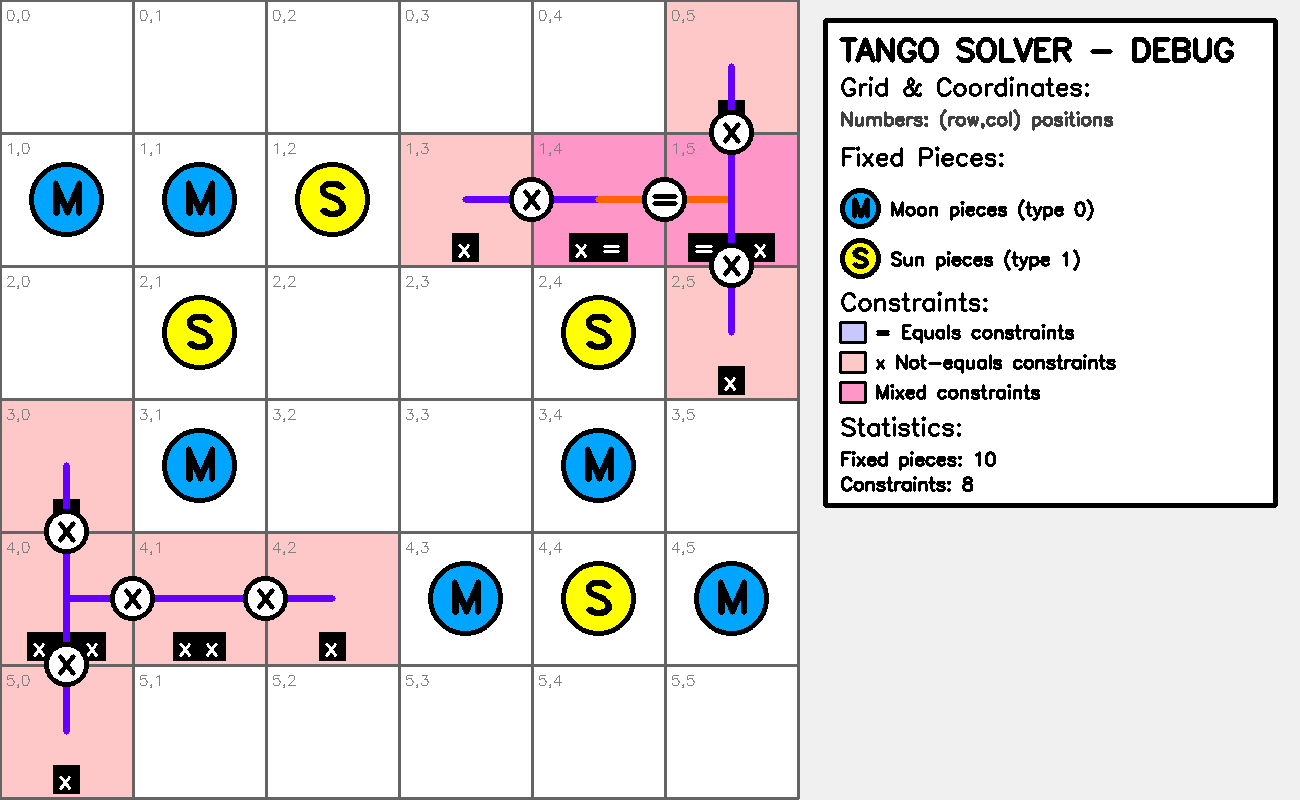 0,0 0,1 0,2 0,3 0,4 0,5
x
1,0 1,1 1,2 1,3 1,4 1,5
M M S x =
x x = = x
x
2,0 2,1 2,2 2,3 2,4 2,5
S S
x
3,0 3,1 3,2 3,3 3,4 3,5
M M
x
4,0 4,1 4,2 4,3 4,4 4,5
x x M S M
x x x x x
x
5,0 5,1 5,2 5,3 5,4 5,5
x
TANGO SOLVER - DEBUG
Grid & Coordinates:
Numbers: (row,col) positions
Fixed Pieces:
M Moon pieces (type 0)
S Sun pieces (type 1)
Constraints:
= Equals constraints
x Not-equals constraints
Mixed constraints
Statistics:
Fixed pieces: 10
Constraints: 8